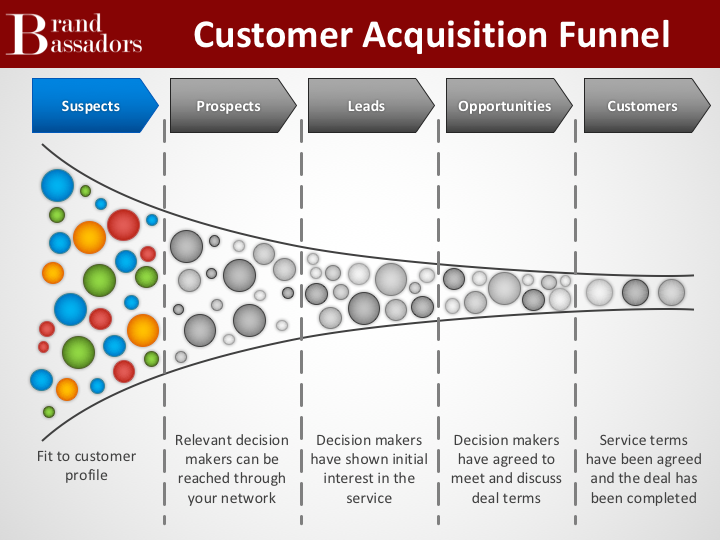 Brand
Bassadors
Customer Acquisition Funnel
Suspects
Prospects
Leads
Opportunities
Customers
Fit to customer
profile
Relevant decision
makers can be
reached through
your network
Decision makers
have shown initial
interest in the
service
Decision makers
have agreed to
meet and discuss
deal terms
Service terms
have been agreed
and the deal has
been completed